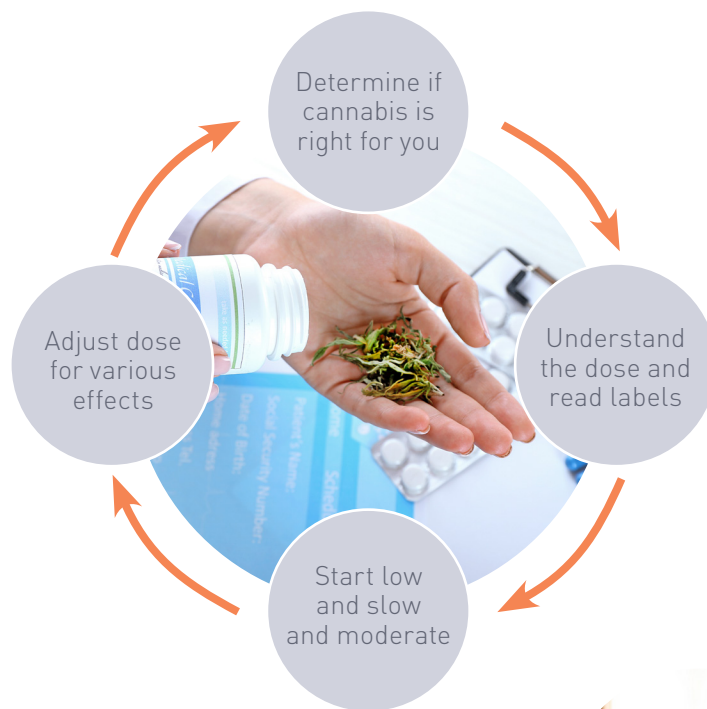 Determine if
cannabis is
right for you
Understand
the dose and
read labels
Start low
and slow
and moderate
Adjust dose
for various
effects
Patient's Name:
Social Security Number:
Date of Birth:
Tel.